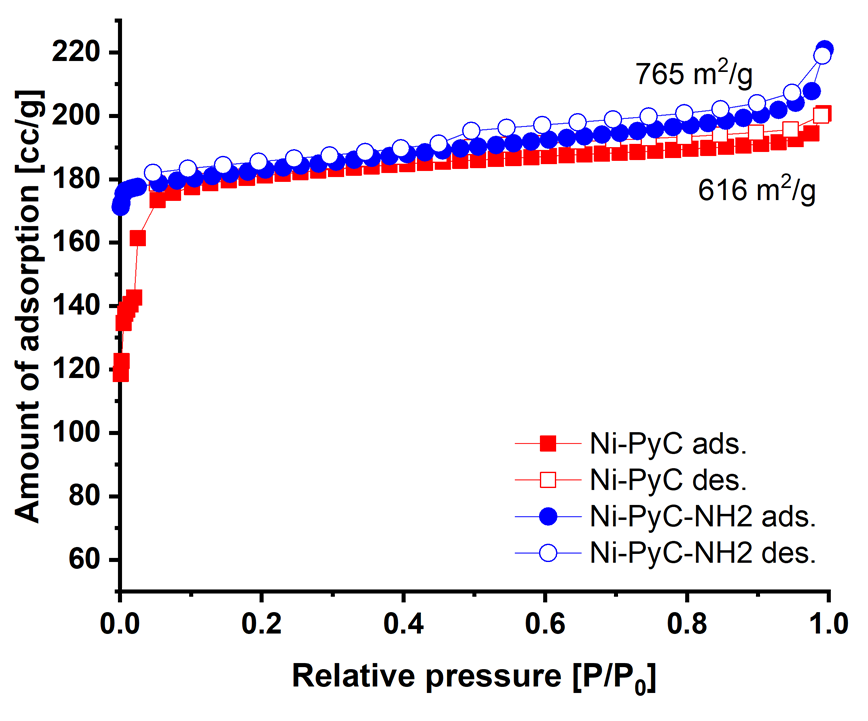 Amount of adsorption [cc/g]
220
200
180
160
140
120
100
80
60
765 m²/g
616 m²/g
Ni-PyC ads.
Ni-PyC des.
Ni-PyC-NH2 ads.
Ni-PyC-NH2 des.
0.0 0.2 0.4 0.6 0.8 1.0
Relative pressure [P/P₀]